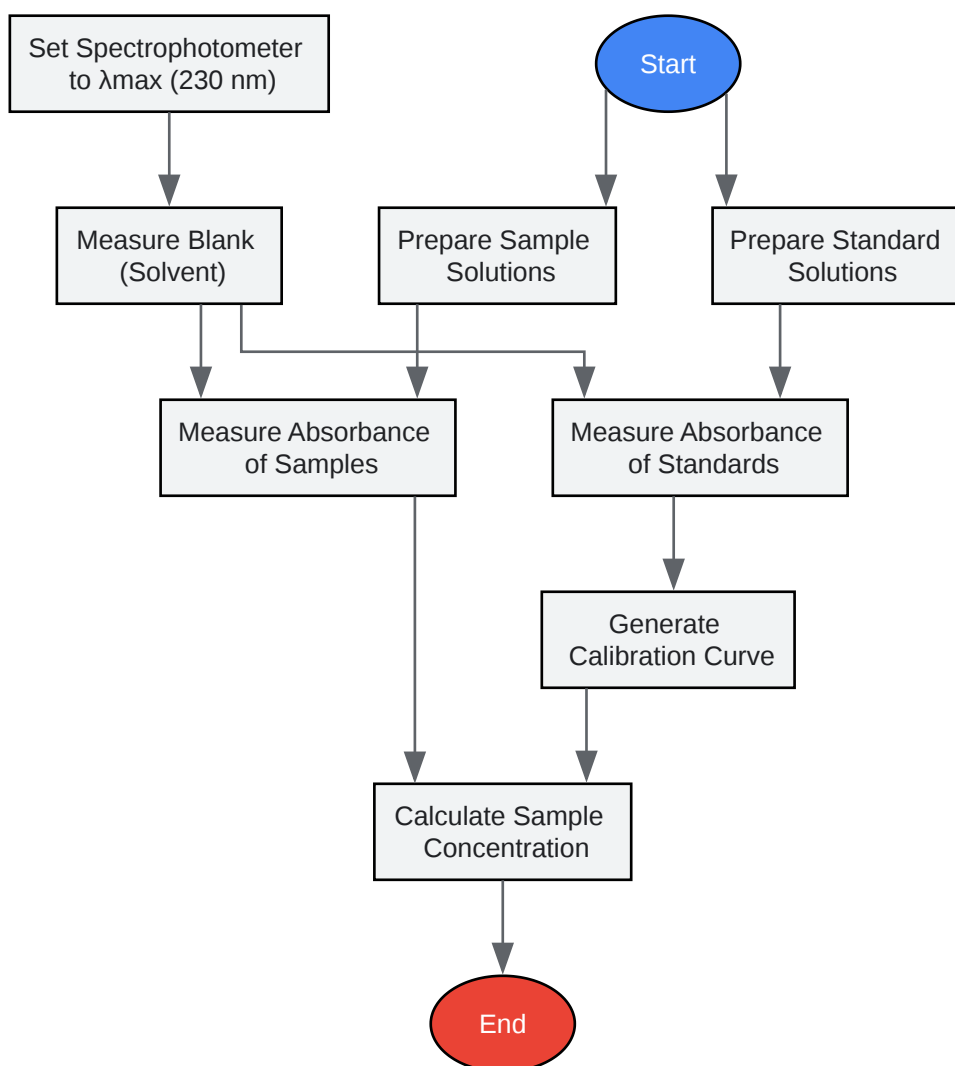 Set Spectrophotometer
to λmax (230 nm)
Start
Measure Blank
(Solvent)
Prepare Sample
Solutions
Prepare Standard
Solutions
Measure Absorbance
of Samples
Measure Absorbance
of Standards
Generate
Calibration Curve
Calculate Sample
Concentration
End